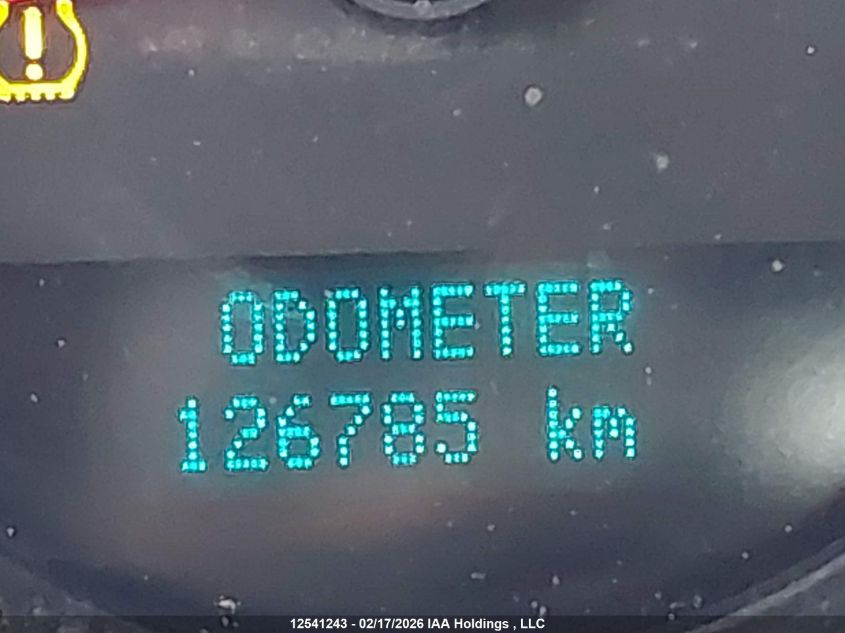 ODOMETER
126785 km
12541243 - 02/17/2026 IAA Holdings , LLC